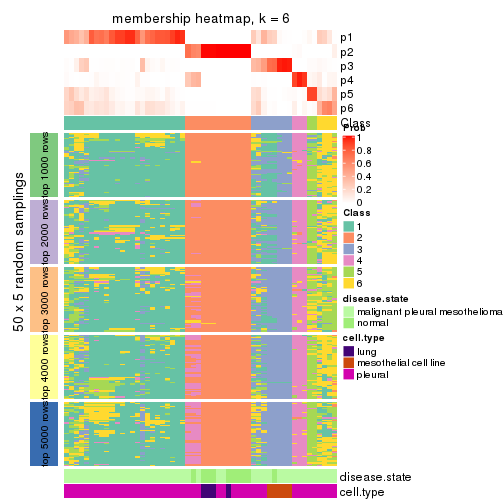 membership heatmap, k = 6
p1
p2
p3
p4
p5
p6
Class
50 x 5 random samplings
top 1000 rows
top 2000 rows
top 3000 rows
top 4000 rows
top 5000 rows
Prob
1
0.8
0.6
0.4
0.2
0
Class
1
2
3
4
5
6
disease.state
malignant pleural mesothelioma
normal
cell.type
lung
mesothelial cell line
pleural
disease.state
cell.type